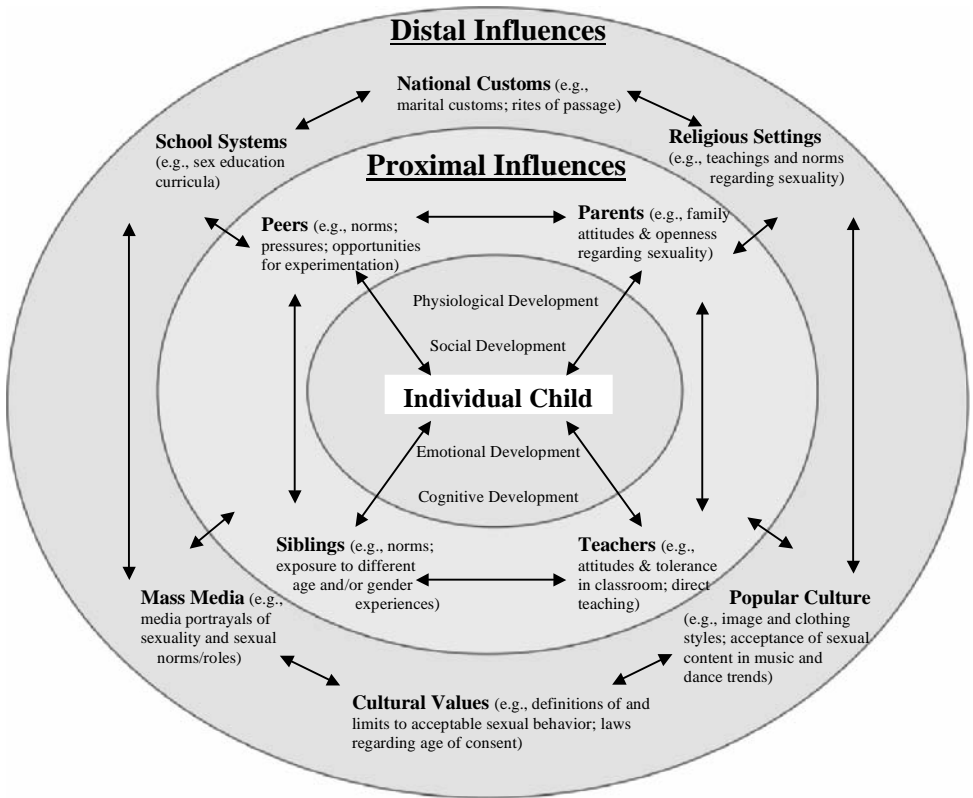 Distal Influences
National Customs (e.g.,
marital customs; rites of passage)
School Systems
(e.g., sex education
curricula)
Religious Settings
(e.g., teachings and norms
regarding sexuality)
Proximal Influences
Peers (e.g., norms;
pressures; opportunities
for experimentation)
Parents (e.g., family
attitudes & openness
regarding sexuality)
Physiological Development
Social Development
Individual Child
Emotional Development
Cognitive Development
Siblings (e.g., norms;
exposure to different
age and/or gender
experiences)
Teachers (e.g.,
attitudes & tolerance
in classroom; direct
teaching)
Mass Media (e.g.,
media portrayals of
sexuality and sexual
norms/roles)
Popular Culture
(e.g., image and clothing
styles; acceptance of sexual
content in music and
dance trends)
Cultural Values (e.g., definitions of and
limits to acceptable sexual behavior; laws
regarding age of consent)